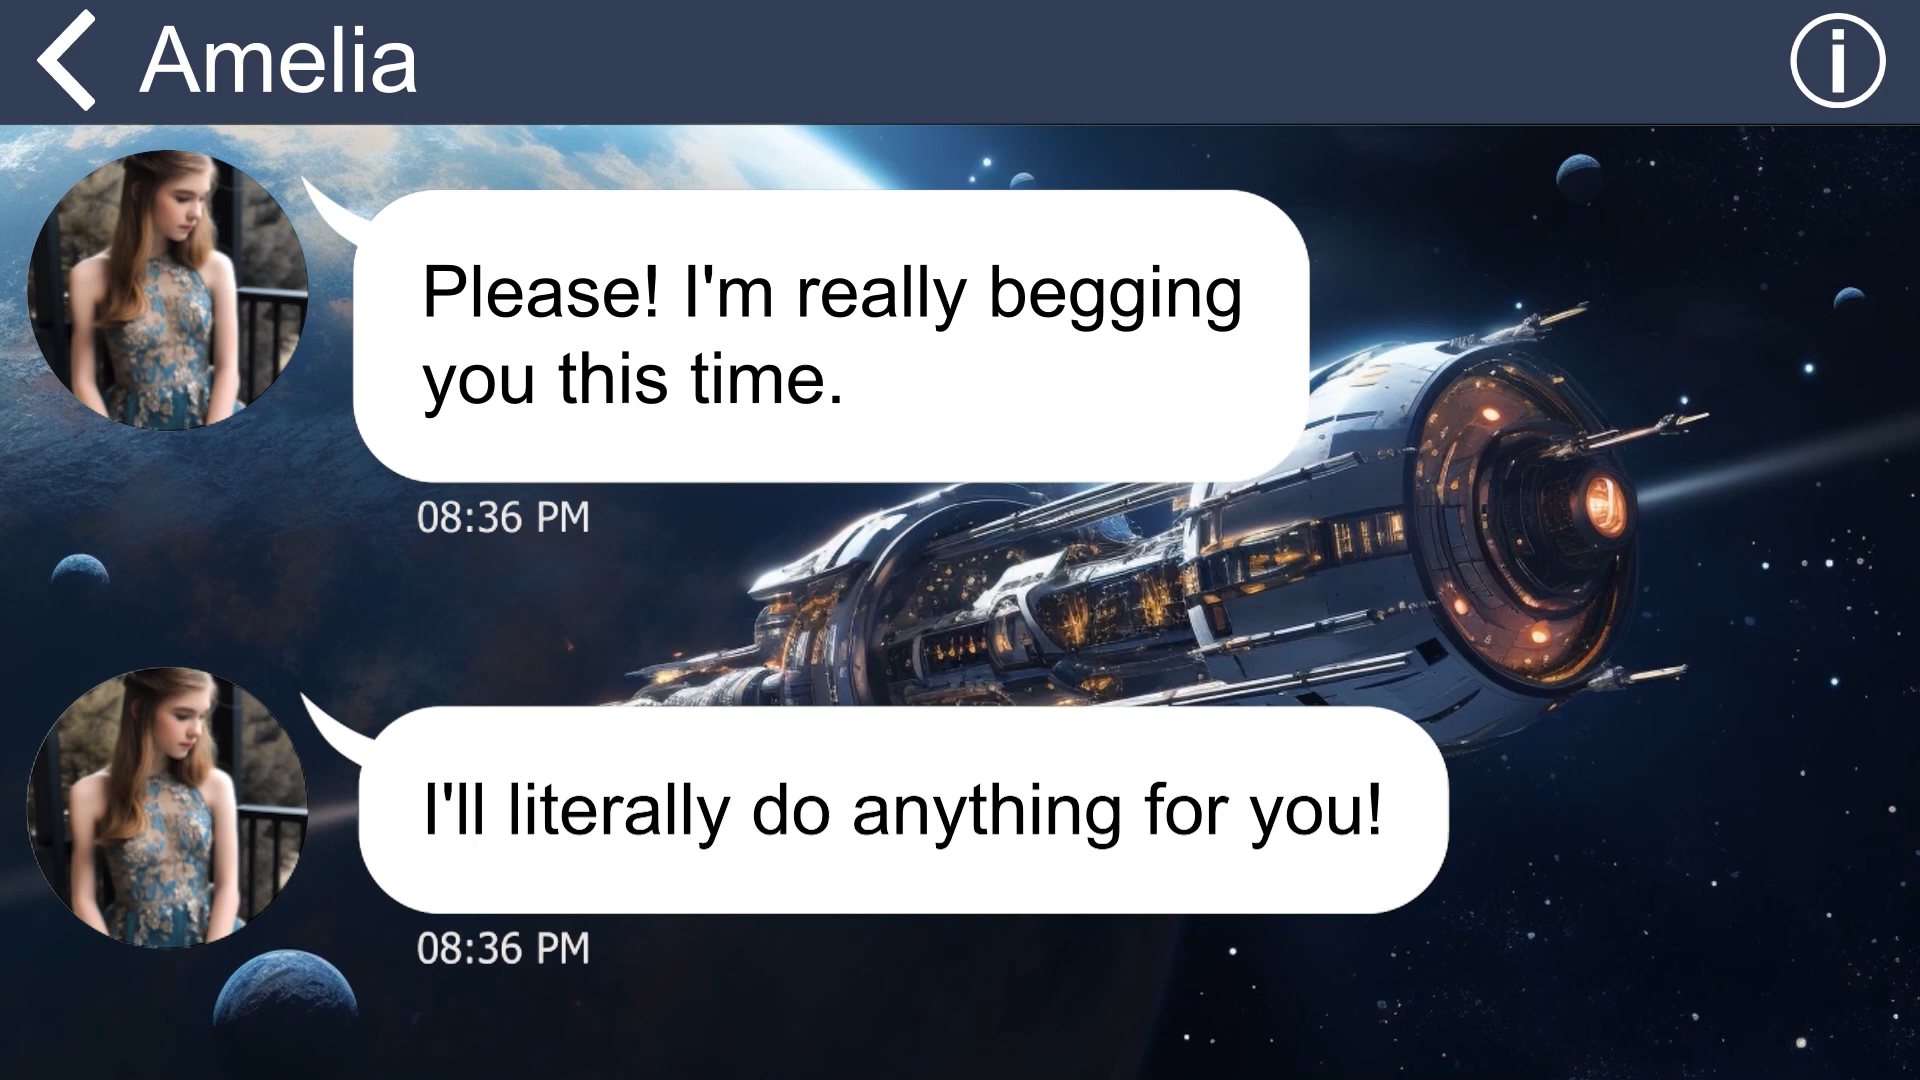 Amelia
Please! I'm really begging
you this time.
08:36 PM
I'll literally do anything for you!
08:36 PM